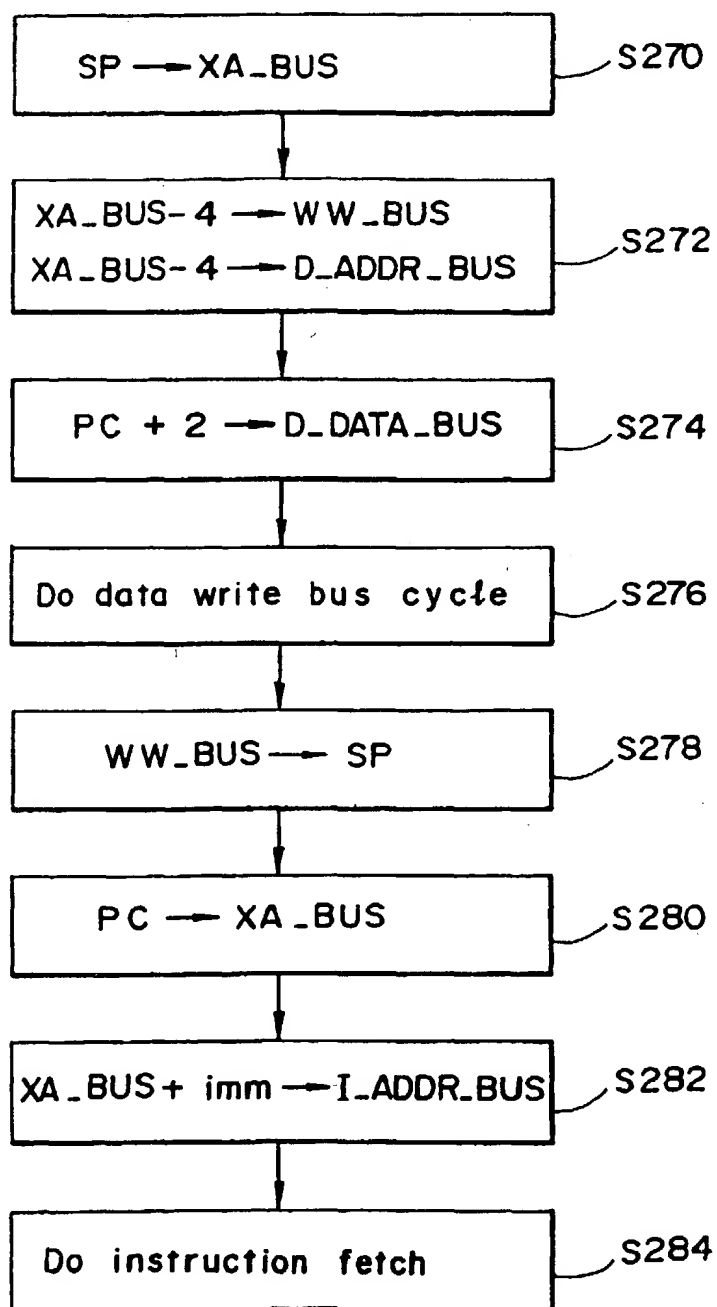 SP → XA_BUS
S270
XA_BUS-4 → WW_BUS
XA_BUS-4 → D_ADDR_BUS
S272
PC + 2 → D_DATA_BUS
S274
Do data write bus cycle
S276
WW_BUS → SP
S278
PC → XA_BUS
S280
XA_BUS + imm → I_ADDR_BUS
S282
Do instruction fetch
S284